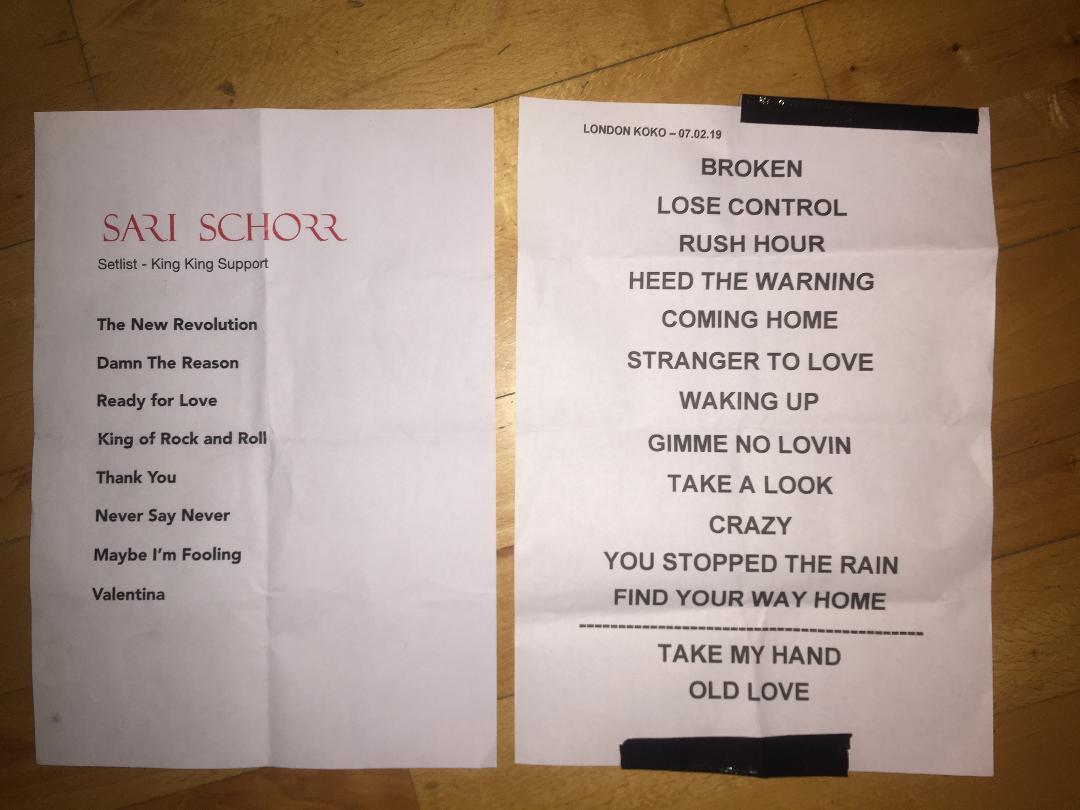 SARI SCHORR
Setlist - King King Support
The New Revolution
Damn The Reason
Ready for Love
King of Rock and Roll
Thank You
Never Say Never
Maybe I'm Fooling
Valentina
LONDON KOKO – 07.02.19
BROKEN
LOSE CONTROL
RUSH HOUR
HEED THE WARNING
COMING HOME
STRANGER TO LOVE
WAKING UP
GIMME NO LOVIN
TAKE A LOOK
CRAZY
YOU STOPPED THE RAIN
FIND YOUR WAY HOME
------------------------------------------------
TAKE MY HAND
OLD LOVE